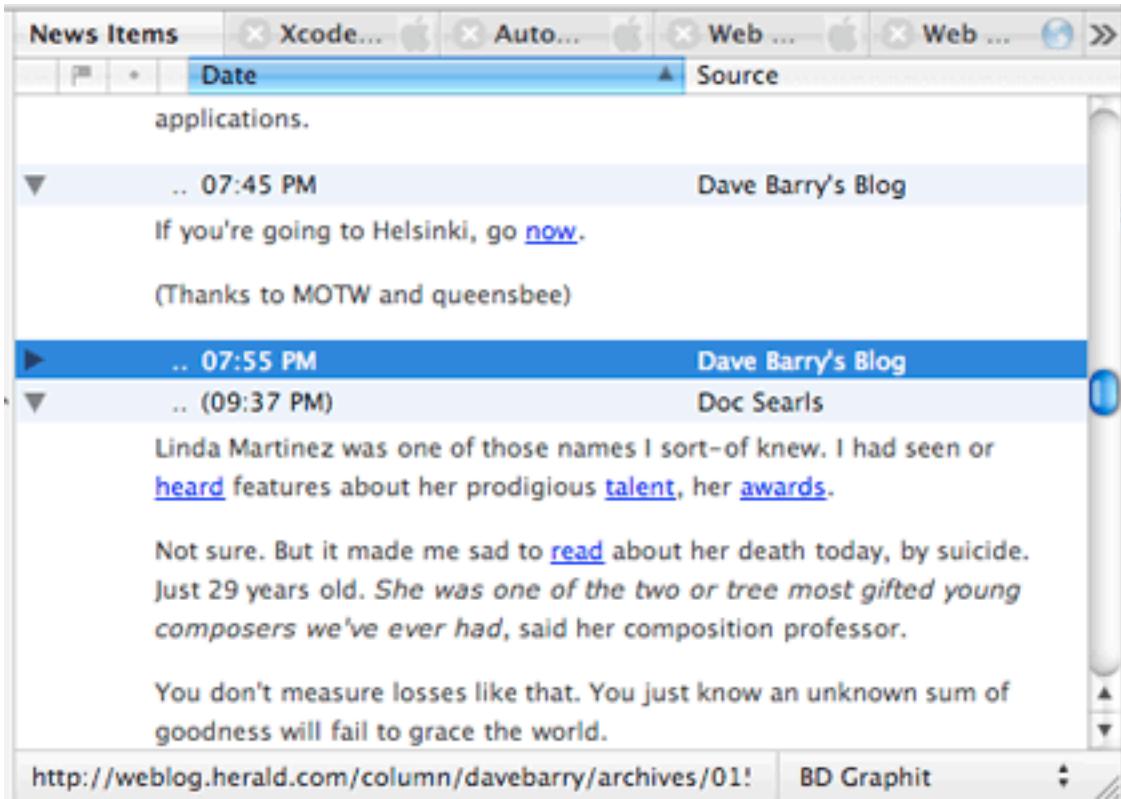 News Items Xcode... Auto... Web ... Web ... »
Date Source
applications.
.. 07:45 PM Dave Barry's Blog
If you're going to Helsinki, go now.
(Thanks to MOTW and queensbee)
.. 07:55 PM Dave Barry's Blog
.. (09:37 PM) Doc Searls
Linda Martinez was one of those names I sort-of knew. I had seen or
heard features about her prodigious talent, her awards.
Not sure. But it made me sad to read about her death today, by suicide.
Just 29 years old. She was one of the two or tree most gifted young
composers we've ever had, said her composition professor.
You don't measure losses like that. You just know an unknown sum of
goodness will fail to grace the world.
http://weblog.herald.com/column/davebarry/archives/01! BD Graphit